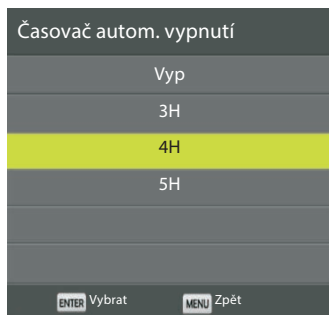 Časovač autom. vypnutí
Vyp
3H
4H
5H
ENTER Vybrat MENU Zpět